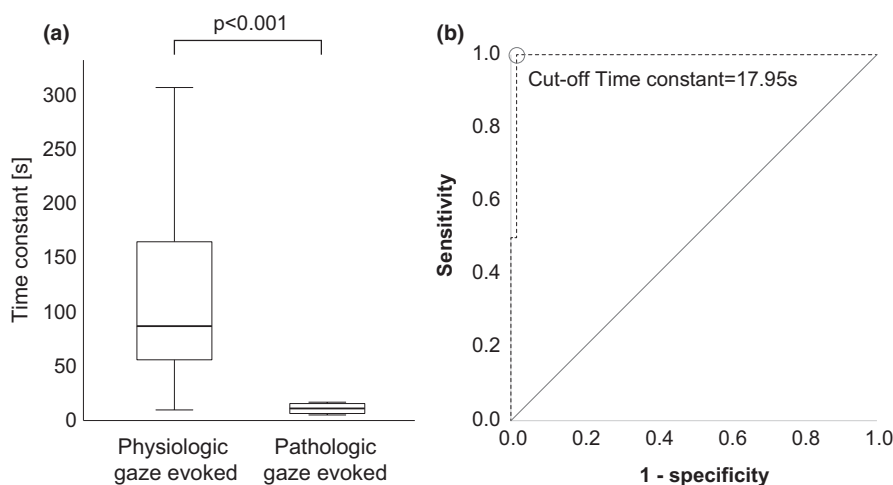 (a)
p<0.001
Time constant [s]
300
250
200
150
100
50
0
Physiologic
gaze evoked
Pathologic
gaze evoked
(b)
Cut-off Time constant=17.95s
Sensitivity
1.0
0.8
0.6
0.4
0.2
0.0
0.0 0.2 0.4 0.6 0.8 1.0
1 - specificity